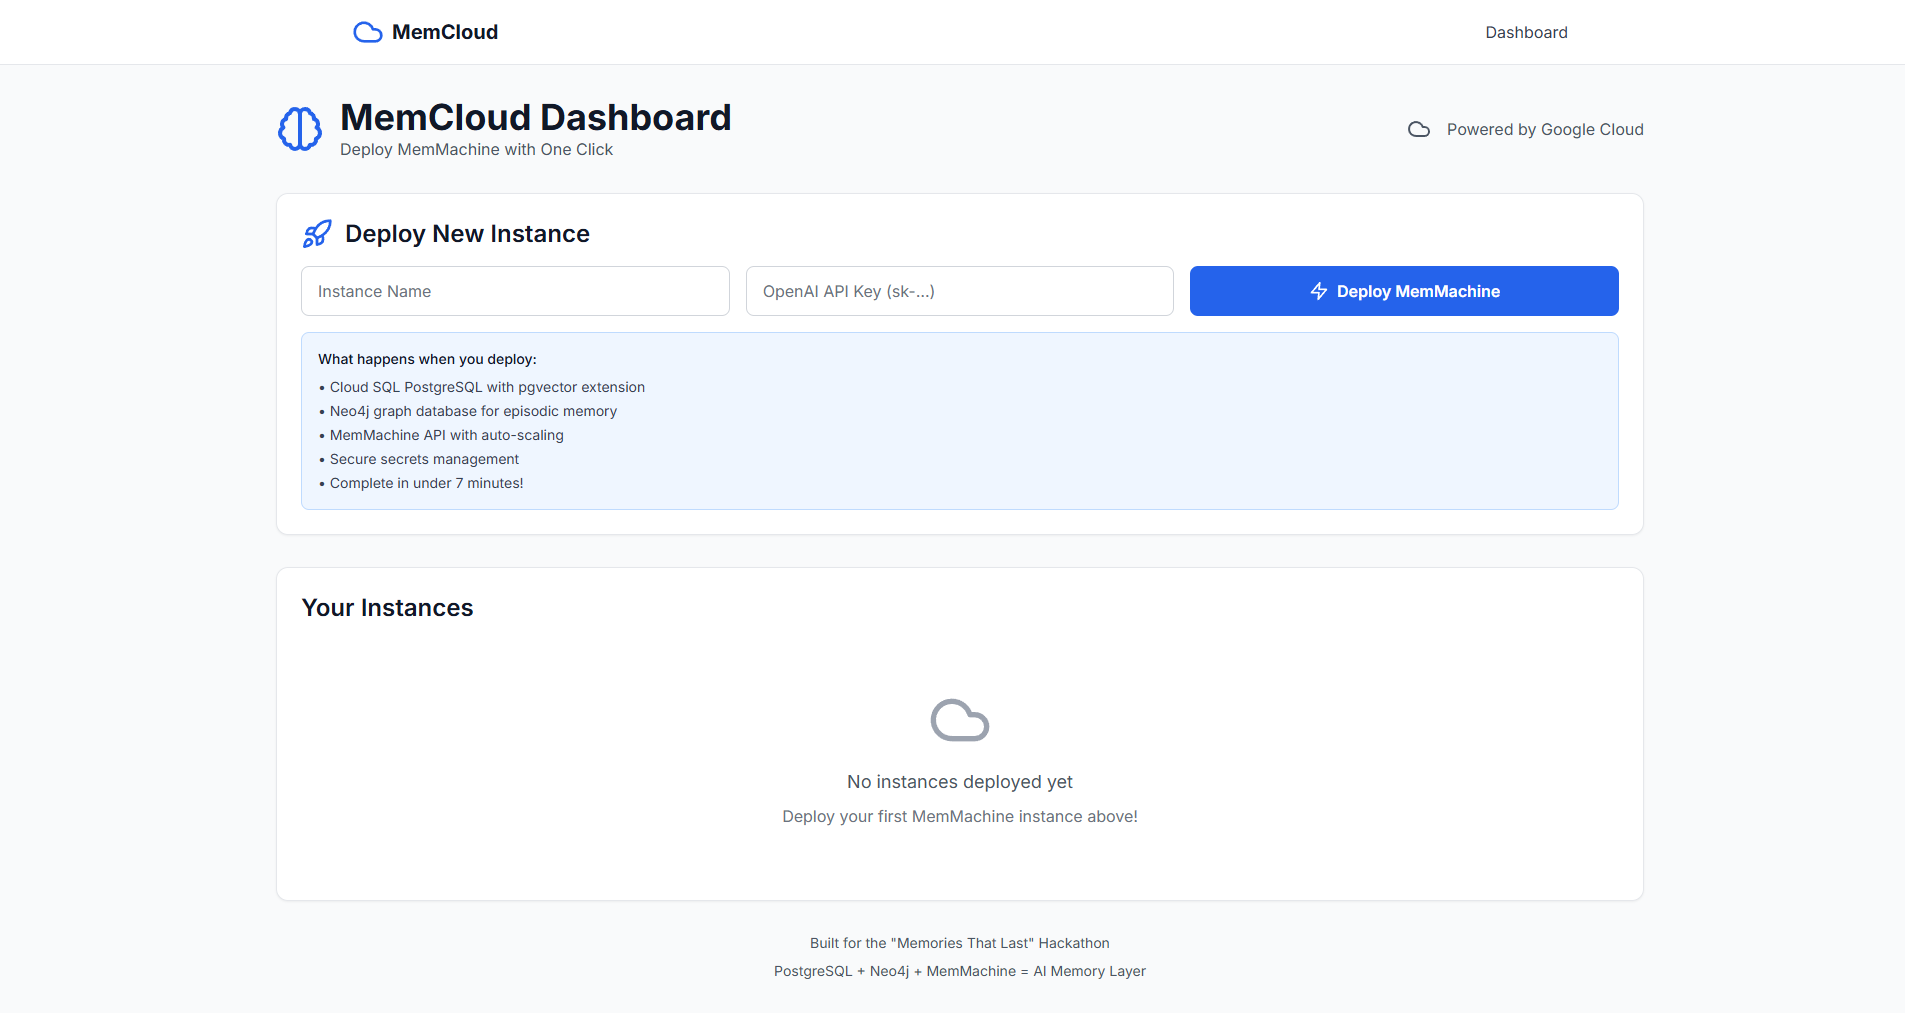 MemCloud
Dashboard
MemCloud Dashboard
Deploy MemMachine with One Click
Powered by Google Cloud
Deploy New Instance
Instance Name
OpenAI API Key (sk-...)
Deploy MemMachine
What happens when you deploy:
• Cloud SQL PostgreSQL with pgvector extension
• Neo4j graph database for episodic memory
• MemMachine API with auto-scaling
• Secure secrets management
• Complete in under 7 minutes!
Your Instances
No instances deployed yet
Deploy your first MemMachine instance above!
Built for the "Memories That Last" Hackathon
PostgreSQL + Neo4j + MemMachine = AI Memory Layer